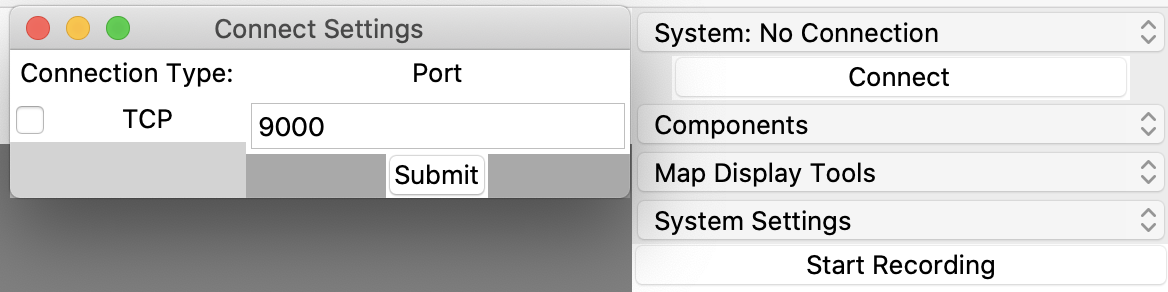 Connect Settings
Connection Type:
Port
TCP
9000
Submit
System: No Connection
Connect
Components
Map Display Tools
System Settings
Start Recording